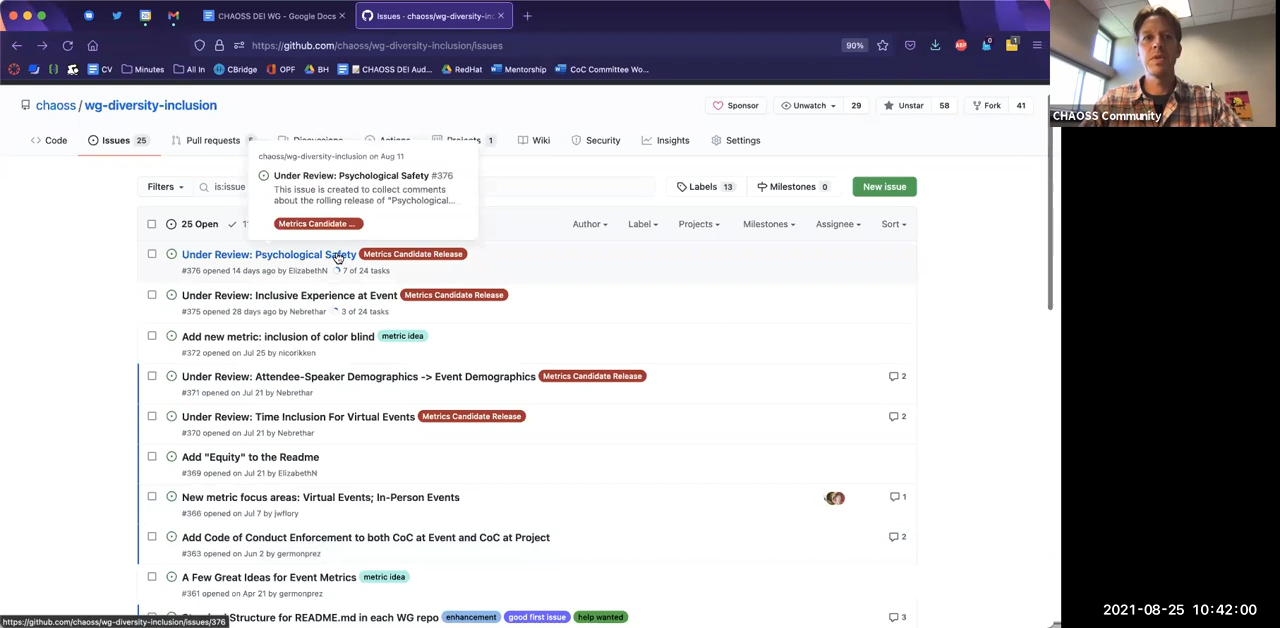 CHAOSS DEI WG - Google Docs
Issues · chaoss/wg-diversity-inc
https://github.com/chaoss/wg-diversity-inclusion/issues
90%
CV
Minutes
All In
CBridge
OPF
BH
CHAOSS DEI Aud...
RedHat
Mentorship
CoC Committee Wo...
chaoss / wg-diversity-inclusion
Sponsor
Unwatch 29
Unstar 58
Fork 41
Code
Issues 25
Pull requests
Discussions
Actions
Projects 1
Wiki
Security
Insights
Settings
chaoss/wg-diversity-inclusion on Aug 11
Under Review: Psychological Safety #376
This issue is created to collect comments
about the rolling release of "Psychological...
Metrics Candidate ...
Filters
is:issue
Labels 13
Milestones 0
New issue
25 Open
Author
Label
Projects
Milestones
Assignee
Sort
Under Review: Psychological Safety Metrics Candidate Release
#376 opened 14 days ago by ElizabethN 7 of 24 tasks
Under Review: Inclusive Experience at Event Metrics Candidate Release
#375 opened 28 days ago by Nebrethar 3 of 24 tasks
Add new metric: inclusion of color blind metric idea
#372 opened on Jul 25 by nicorikken
Under Review: Attendee-Speaker Demographics -> Event Demographics Metrics Candidate Release 2
#371 opened on Jul 21 by Nebrethar
Under Review: Time Inclusion For Virtual Events Metrics Candidate Release 2
#370 opened on Jul 21 by Nebrethar
Add "Equity" to the Readme
#369 opened on Jul 21 by ElizabethN
New metric focus areas: Virtual Events; In-Person Events 1
#366 opened on Jul 7 by jwflory
Add Code of Conduct Enforcement to both CoC at Event and CoC at Project 2
#363 opened on Jun 2 by germonprez
A Few Great Ideas for Event Metrics metric idea
#361 opened on Apr 21 by germonprez
Structure for README.md in each WG repo enhancement good first issue help wanted 3
https://github.com/chaoss/wg-diversity-inclusion/issues/376
CHAOSS Community
2021-08-25 10:42:00